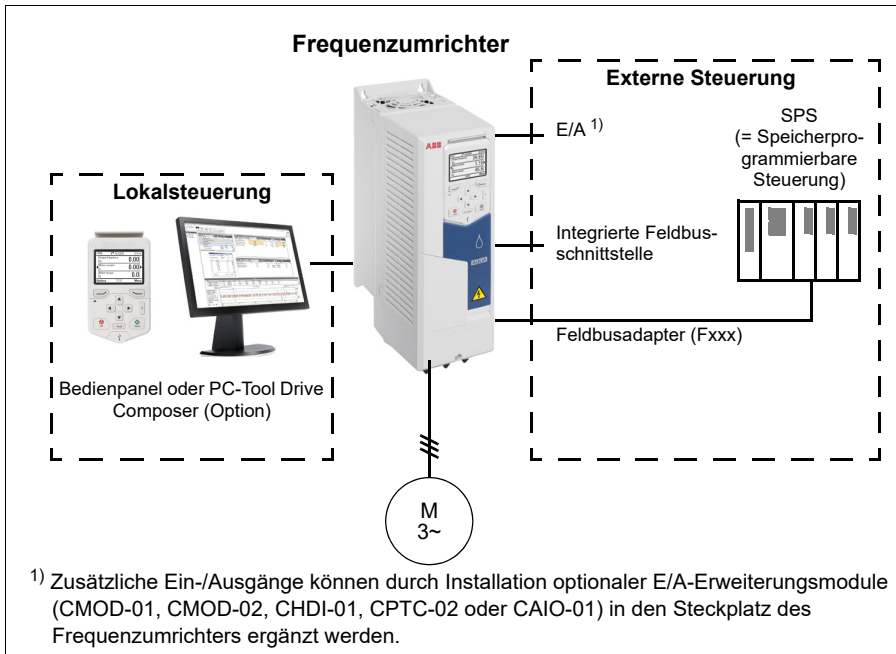 Frequenzumrichter
Externe Steuerung
SPS
(= Speicherpro-
grammierbare
Steuerung)
E/A 1)
Lokalsteuerung
ABB
Integrierte Feldbus-
schnittstelle
AQUA
Feldbusadapter (Fxxx)
Bedienpanel oder PC-Tool Drive
Composer (Option)
M
3~
1) Zusätzliche Ein-/Ausgänge können durch Installation optionaler E/A-Erweiterungsmodule
(CMOD-01, CMOD-02, CHDI-01, CPTC-02 oder CAIO-01) in den Steckplatz des
Frequenzumrichters ergänzt werden.